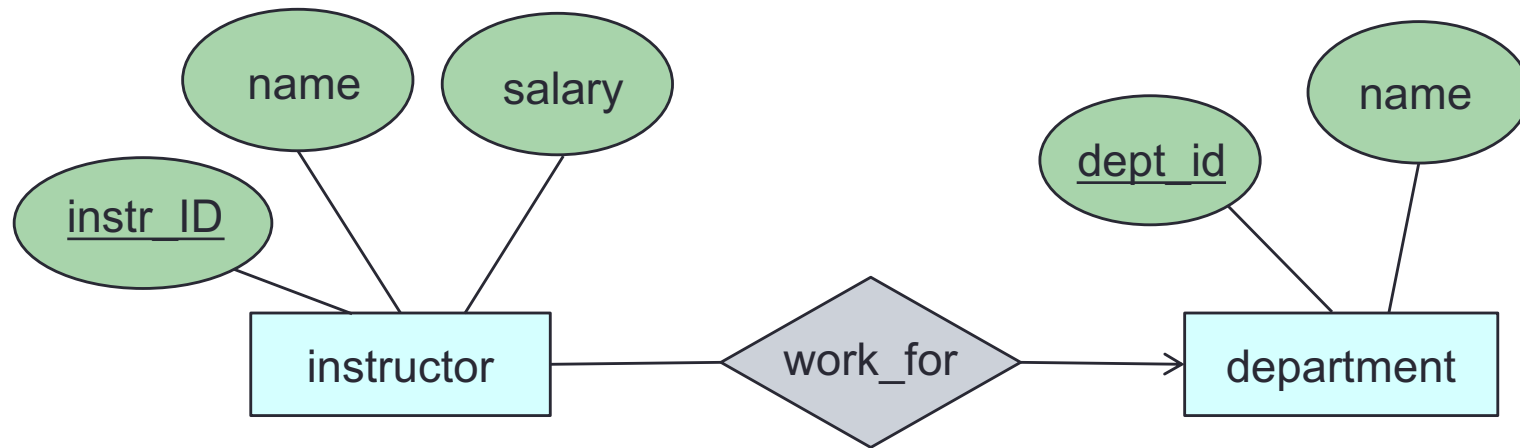 name
salary
name
dept_id
instr_ID
instructor
work_for
department